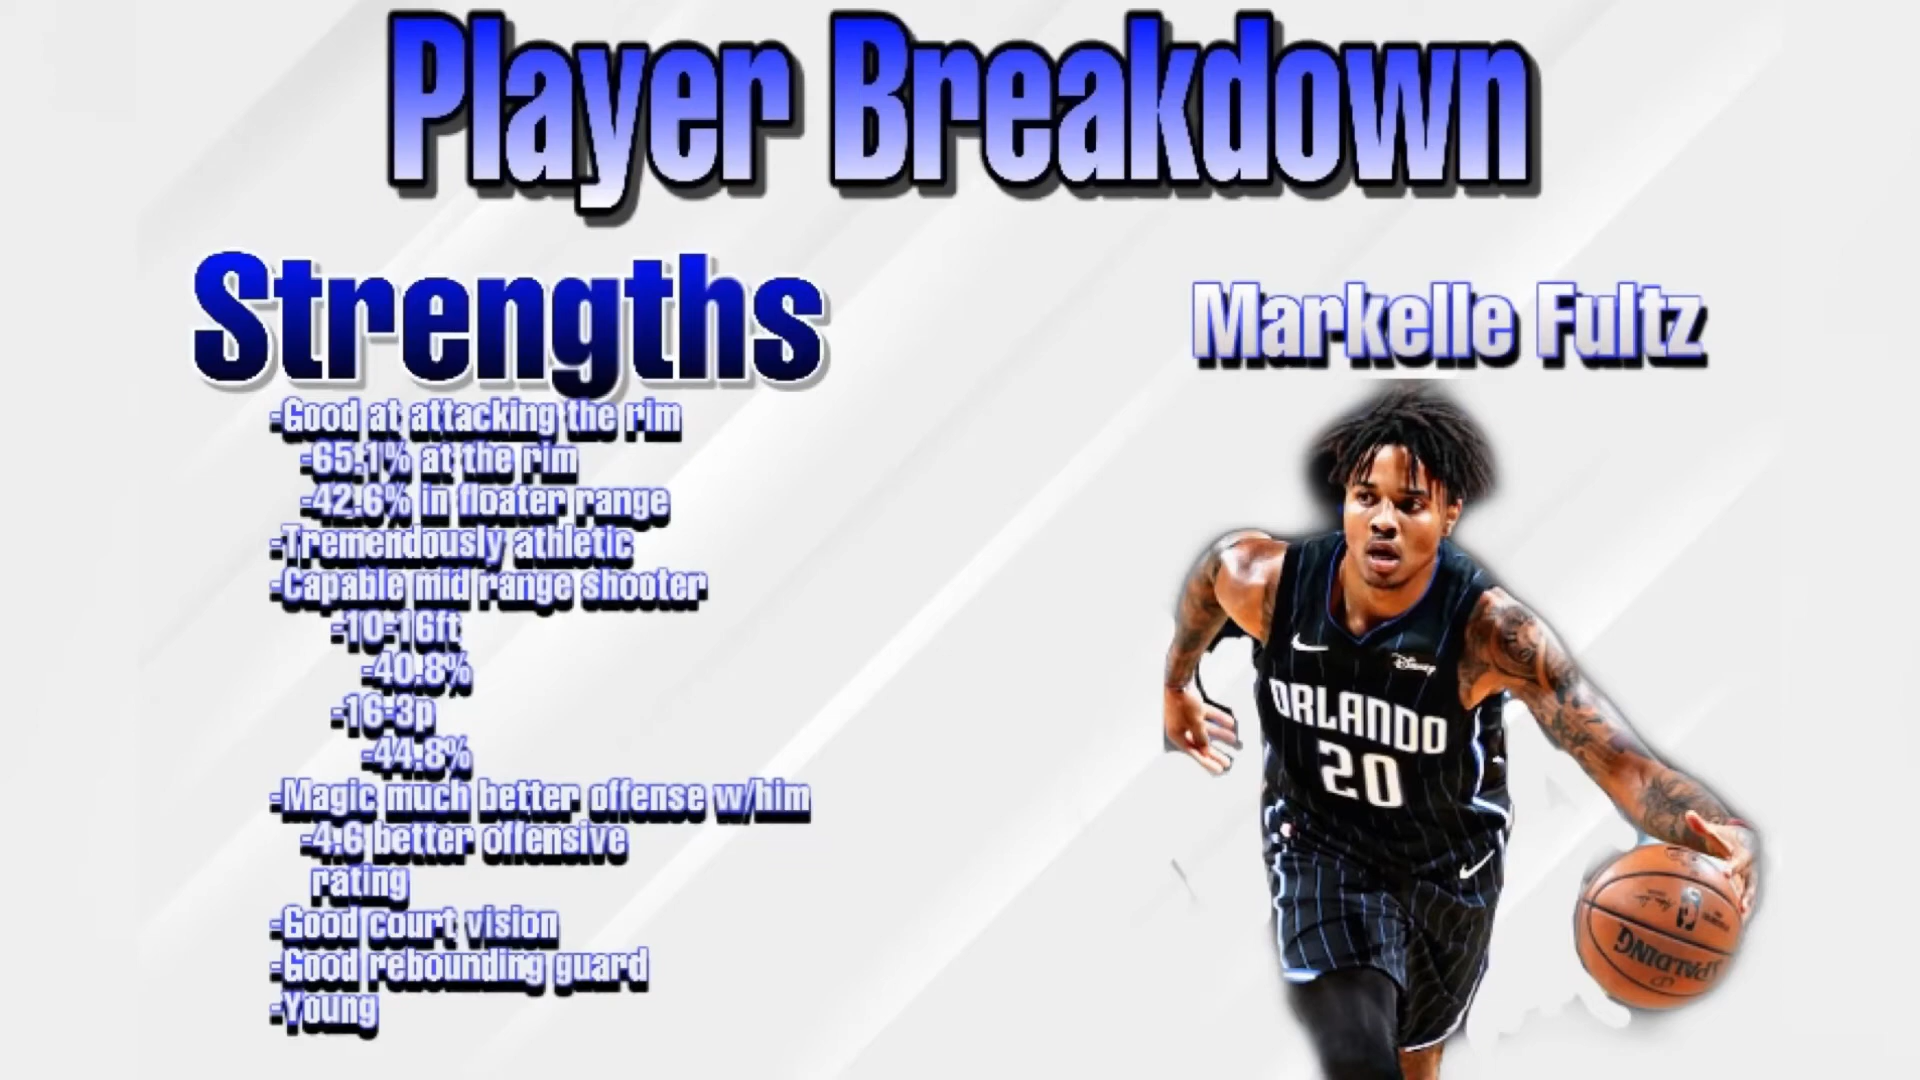 Player Breakdown
Strengths
Markelle Fultz
-Good at attacking the rim
-65.1% at the rim
-42.6% in floater range
-Tremendously athletic
-Capable mid range shooter
-10-16ft
-40.8%
-16-3p
-44.8%
-Magic much better offense w/him
-4.6 better offensive
rating
-Good court vision
-Good rebounding guard
-Young
Disney
ORLANDO
20
SPALDING